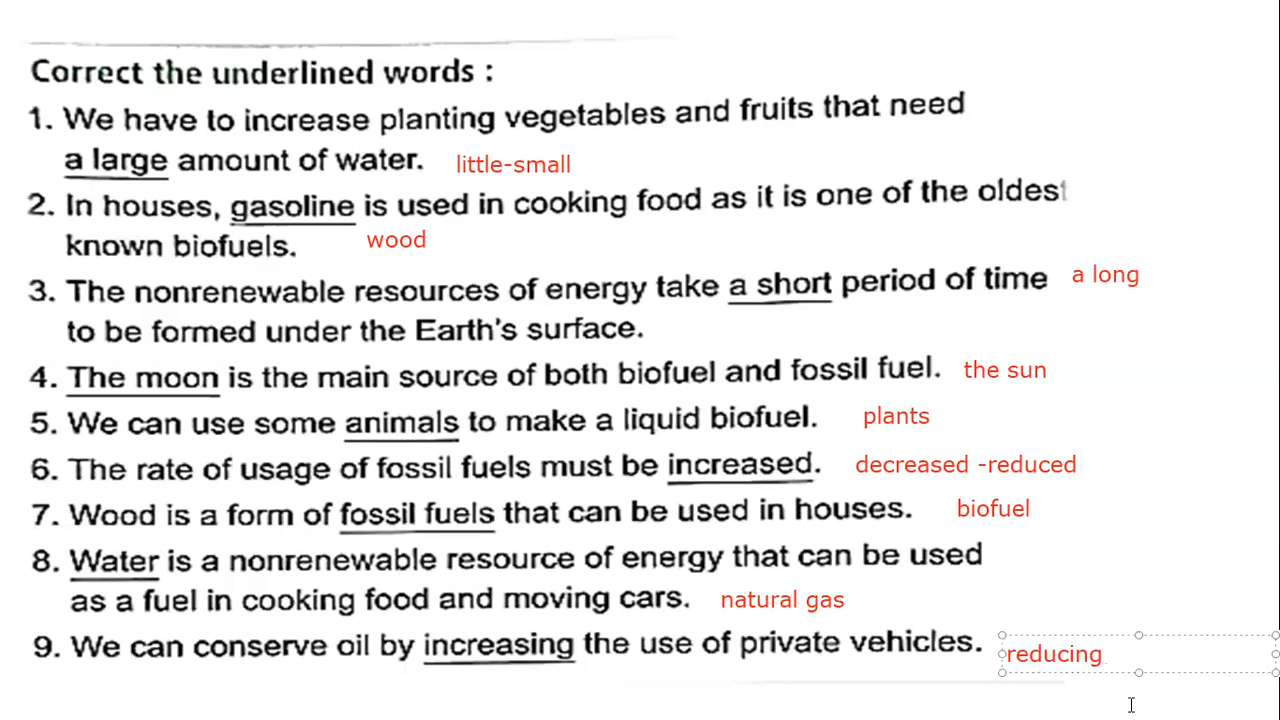 Correct the underlined words :
1. We have to increase planting vegetables and fruits that need
a large amount of water. little-small
2. In houses, gasoline is used in cooking food as it is one of the oldest
known biofuels. wood
3. The nonrenewable resources of energy take a short period of time a long
to be formed under the Earth's surface.
4. The moon is the main source of both biofuel and fossil fuel. the sun
5. We can use some animals to make a liquid biofuel. plants
6. The rate of usage of fossil fuels must be increased. decreased -reduced
7. Wood is a form of fossil fuels that can be used in houses. biofuel
8. Water is a nonrenewable resource of energy that can be used
as a fuel in cooking food and moving cars. natural gas
9. We can conserve oil by increasing the use of private vehicles. reducing